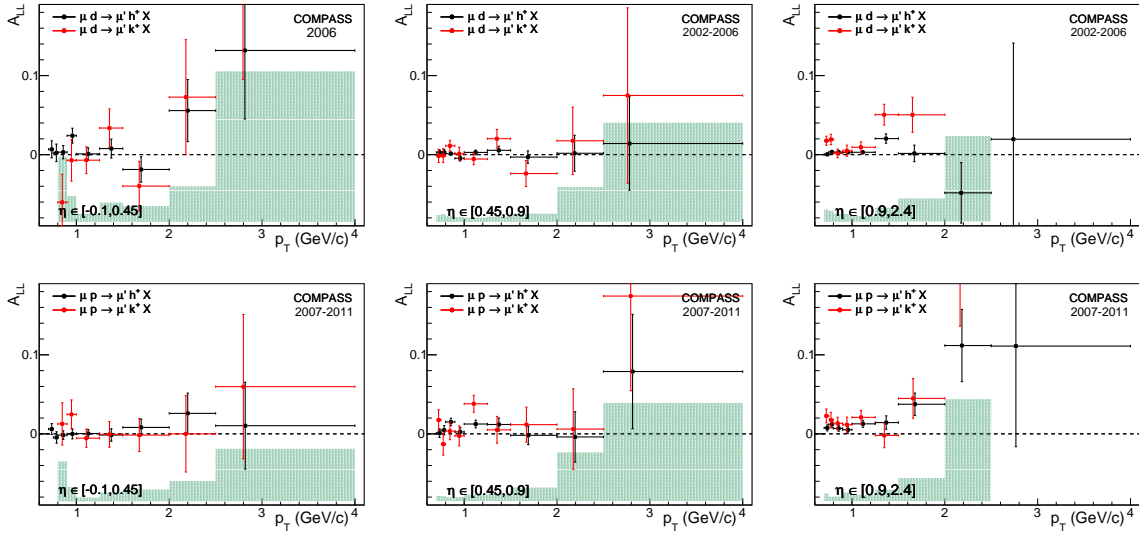 A_LL
μ d → μ' h⁺ X
μ d → μ' k⁺ X
COMPASS
2006
0.1
0
η ∈ [-0.1,0.45]
1 2 3 4
p_T (GeV/c)
A_LL
μ d → μ' h⁺ X
μ d → μ' k⁺ X
COMPASS
2002-2006
0.1
0
η ∈ [0.45,0.9]
1 2 3 4
p_T (GeV/c)
A_LL
μ d → μ' h⁺ X
μ d → μ' k⁺ X
COMPASS
2002-2006
0.1
0
η ∈ [0.9,2.4]
1 2 3 4
p_T (GeV/c)
A_LL
μ p → μ' h⁺ X
μ p → μ' k⁺ X
COMPASS
2007-2011
0.1
0
η ∈ [-0.1,0.45]
1 2 3 4
p_T (GeV/c)
A_LL
μ p → μ' h⁺ X
μ p → μ' k⁺ X
COMPASS
2007-2011
0.1
0
η ∈ [0.45,0.9]
1 2 3 4
p_T (GeV/c)
A_LL
μ p → μ' h⁺ X
μ p → μ' k⁺ X
COMPASS
2007-2011
0.1
0
η ∈ [0.9,2.4]
1 2 3 4
p_T (GeV/c)